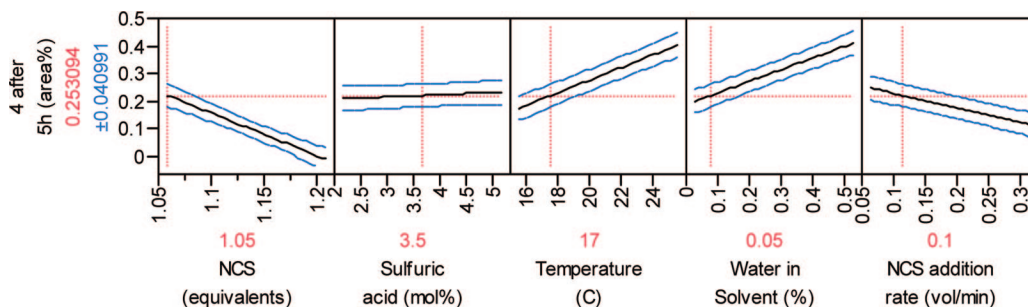 4 after
5h (area%)
0.253094
±0.040991
0.5
0.4
0.3
0.2
0.1
0
1.05 1.1 1.15 1.2
2 2.5 3 3.5 4 4.5 5
16 18 20 22 24
0 0.1 0.2 0.3 0.4 0.5
0.05 0.1 0.15 0.2 0.25 0.3
1.05 3.5 17 0.05 0.1
NCS Sulfuric Temperature Water in NCS addition
(equivalents) acid (mol%) (C) Solvent (%) rate (vol/min)